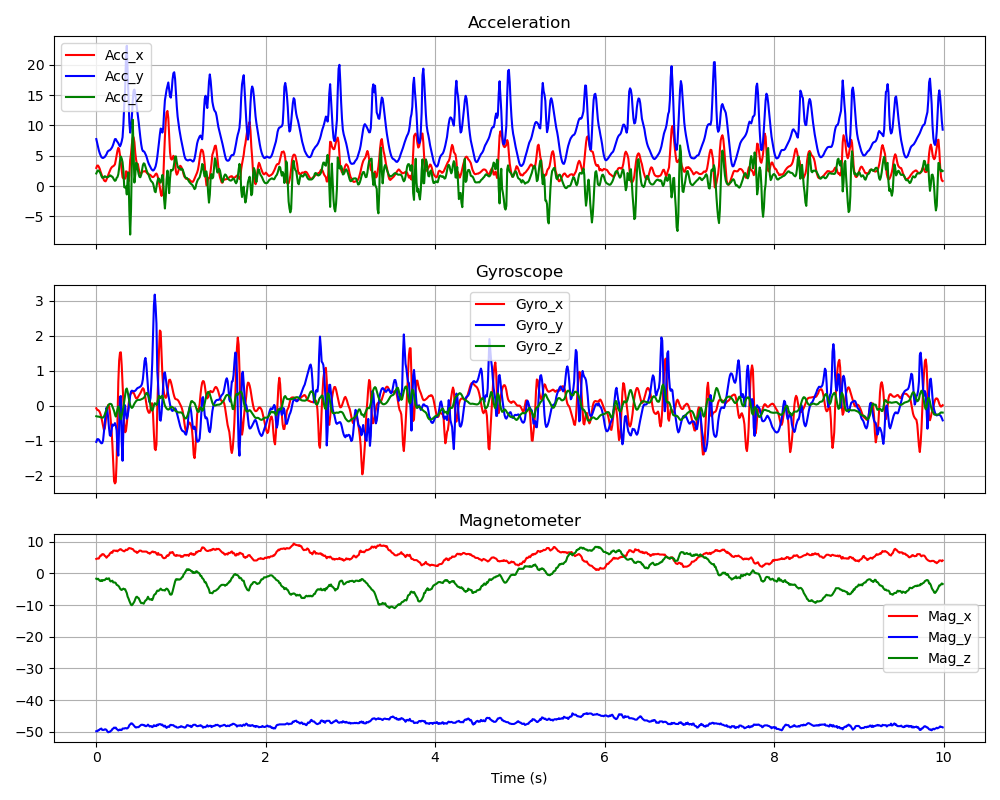 Acceleration
Acc_x
Acc_y
Acc_z
20
15
10
5
0
−5
Gyroscope
Gyro_x
Gyro_y
Gyro_z
3
2
1
0
−1
−2
Magnetometer
10
0
−10
−20
−30
−40
−50
Mag_x
Mag_y
Mag_z
0 2 4 6 8 10
Time (s)